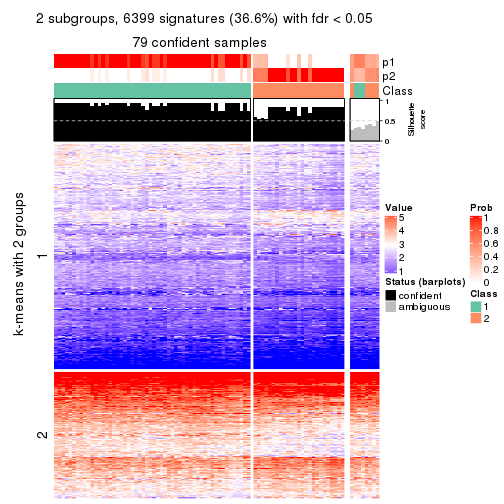 2 subgroups, 6399 signatures (36.6%) with fdr < 0.05
79 confident samples
p1
p2
Class
1
0.5
0
Silhouette
score
k-means with 2 groups
1
2
Value
5
4
3
2
1
Status (barplots)
confident
ambiguous
Prob
1
0.8
0.6
0.4
0.2
0
Class
1
2